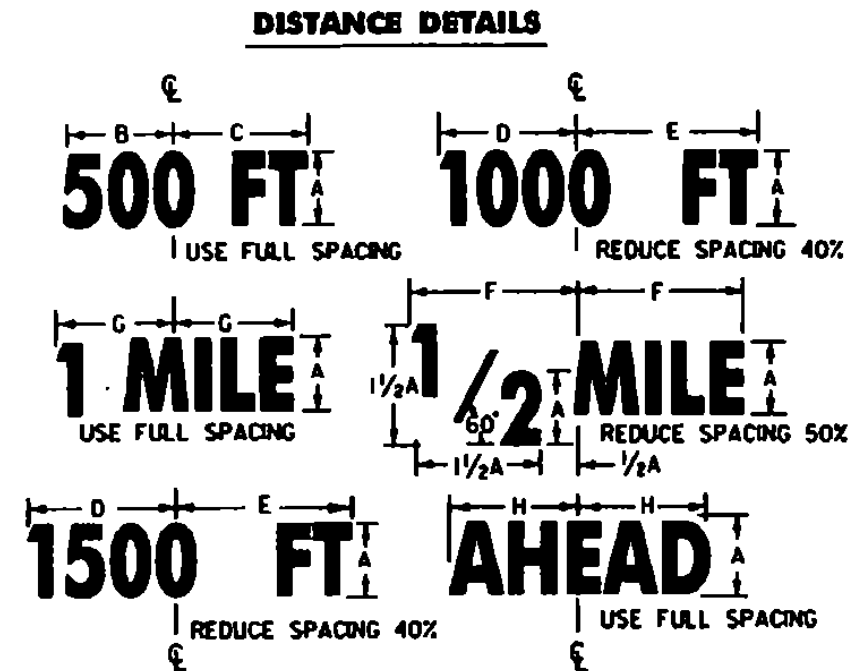 DISTANCE DETAILS
℄ ℄
B C D E
500 FT A 1000 FT A
USE FULL SPACING REDUCE SPACING 40%
F F
G G
1 MILE A 1½A 1/2 A MILE A
60°
USE FULL SPACING REDUCE SPACING 50%
1½A ½A
D E H H
1500 FT A AHEAD A
USE FULL SPACING
REDUCE SPACING 40%
℄ ℄